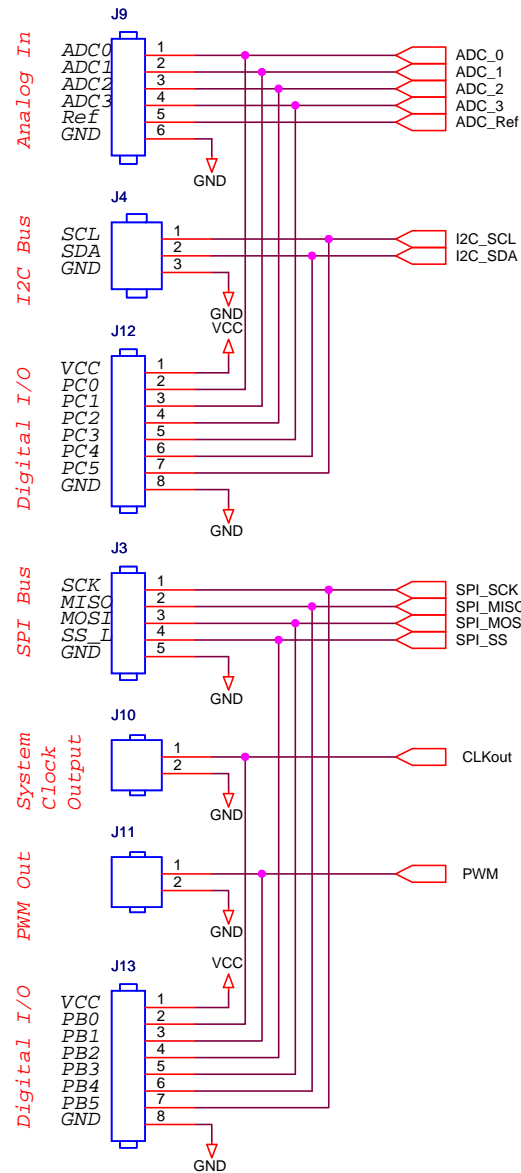 J9
Analog In
ADC0 1 ADC_0
ADC1 2 ADC_1
ADC2 3 ADC_2
ADC3 4 ADC_3
Ref 5 ADC_Ref
GND 6
GND
J4
I2C Bus
SCL 1 I2C_SCL
SDA 2 I2C_SDA
GND 3
GND
VCC
J12
Digital I/O
VCC 1
PC0 2
PC1 3
PC2 4
PC3 5
PC4 6
PC5 7
GND 8
GND
J3
SPI Bus
SCK 1 SPI_SCK
MISO 2 SPI_MISO
MOSI 3 SPI_MOS
SS_L 4 SPI_SS
GND 5
GND
J10
System
Clock
Output
1 CLKout
2
GND
J11
PWM Out
1 PWM
2
GND
VCC
J13
Digital I/O
VCC 1
PB0 2
PB1 3
PB2 4
PB3 5
PB4 6
PB5 7
GND 8
GND